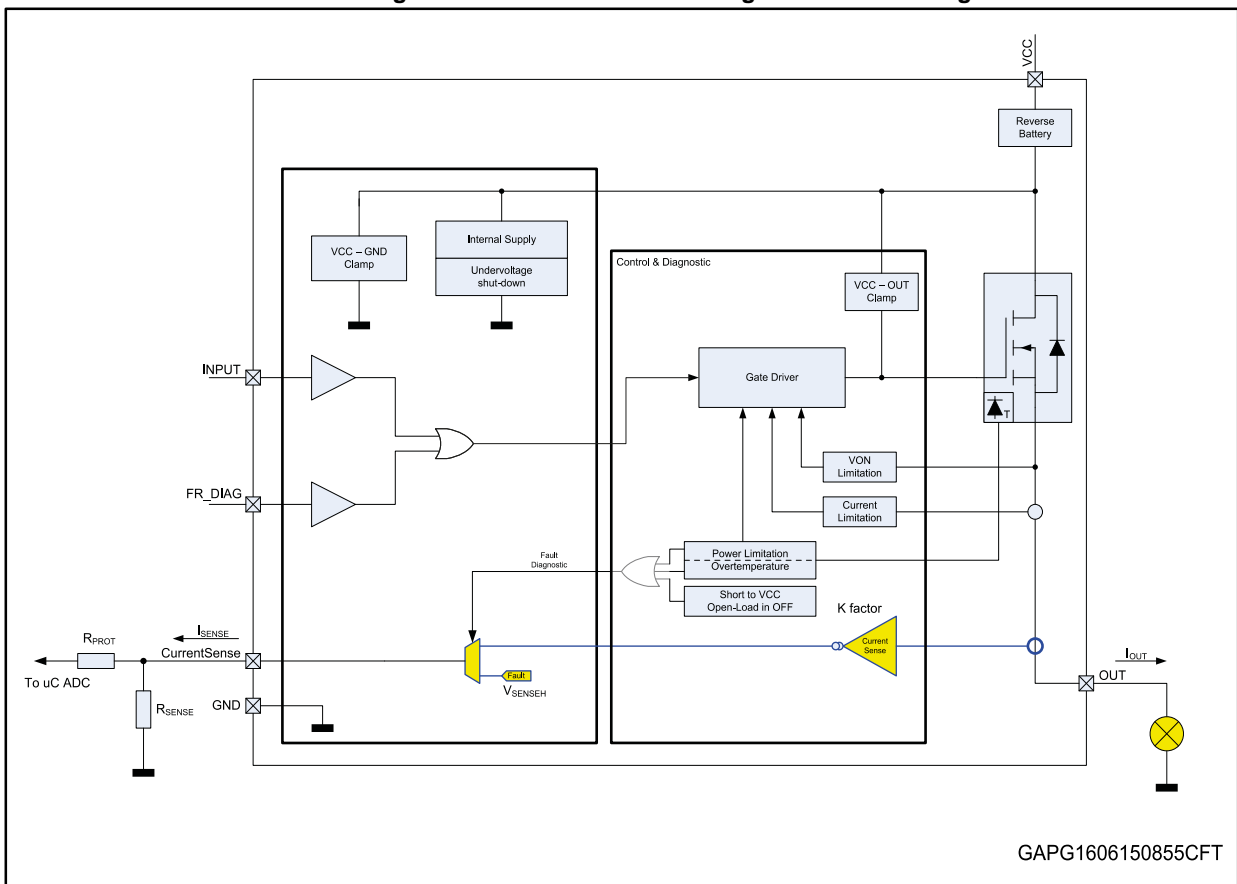 VCC
Reverse
Battery
Internal Supply
Undervoltage
shut-down
VCC – GND
Clamp
Control & Diagnostic
VCC – OUT
Clamp
INPUT
Gate Driver
T
VON
Limitation
FR_DIAG
Current
Limitation
Fault
Diagnostic
Power Limitation
Overtemperature
Short to VCC
Open-Load in OFF
K factor
Current
Sense
ISENSE
RPROT
CurrentSense
To uC ADC
Fault
VSENSEH
IOUT
OUT
RSENSE
GND
GAPG1606150855CFT